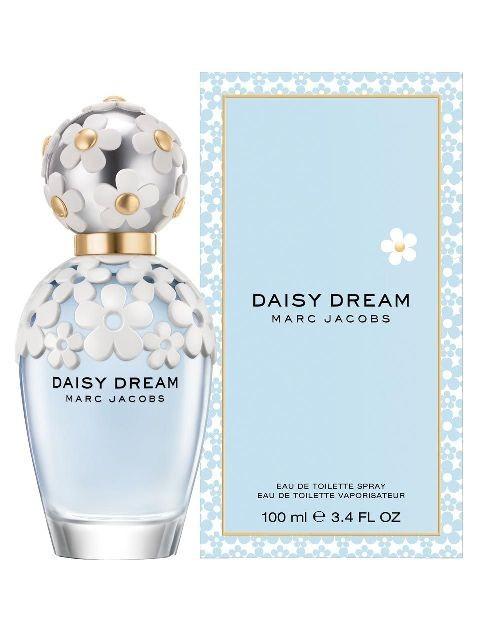 DAISY DREAM
MARC JACOBS
DAISY DREAM
MARC JACOBS
EAU DE TOILETTE SPRAY
EAU DE TOILETTE VAPORISATEUR
100 ml ℮ 3.4 FL OZ